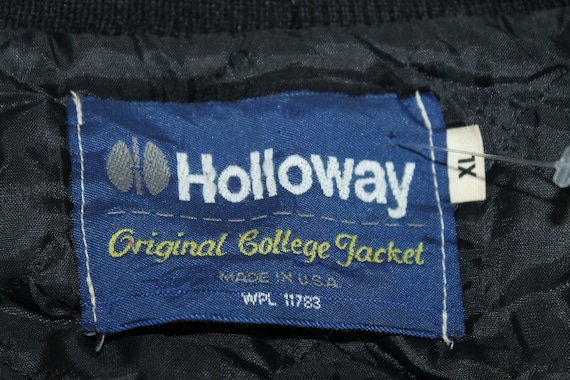 Holloway
XL
Original College Jacket
MADE IN U.S.A.
WPL 11783